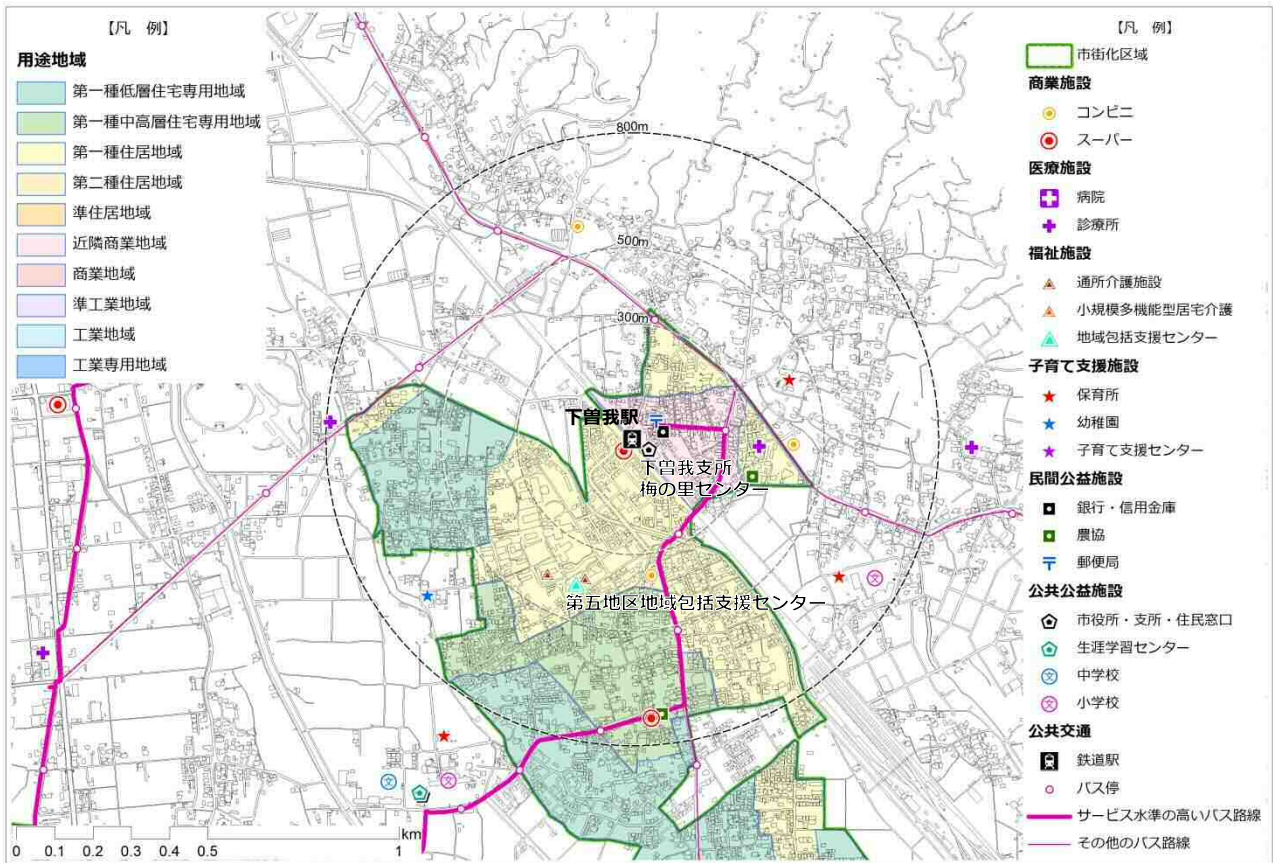 【凡　例】
用途地域
第一種低層住宅専用地域
第一種中高層住宅専用地域
第一種住居地域
第二種住居地域
準住居地域
近隣商業地域
商業地域
準工業地域
工業地域
工業専用地域
800m
500m
300m
下曽我駅
下曽我支所
梅の里センター
第五地区地域包括支援センター
km
0 0.1 0.2 0.3 0.4 0.5 1
【凡　例】
市街化区域
商業施設
コンビニ
スーパー
医療施設
病院
診療所
福祉施設
通所介護施設
小規模多機能型居宅介護
地域包括支援センター
子育て支援施設
保育所
幼稚園
子育て支援センター
民間公益施設
銀行・信用金庫
農協
郵便局
公共公益施設
市役所・支所・住民窓口
生涯学習センター
中学校
小学校
公共交通
鉄道駅
バス停
サービス水準の高いバス路線
その他のバス路線